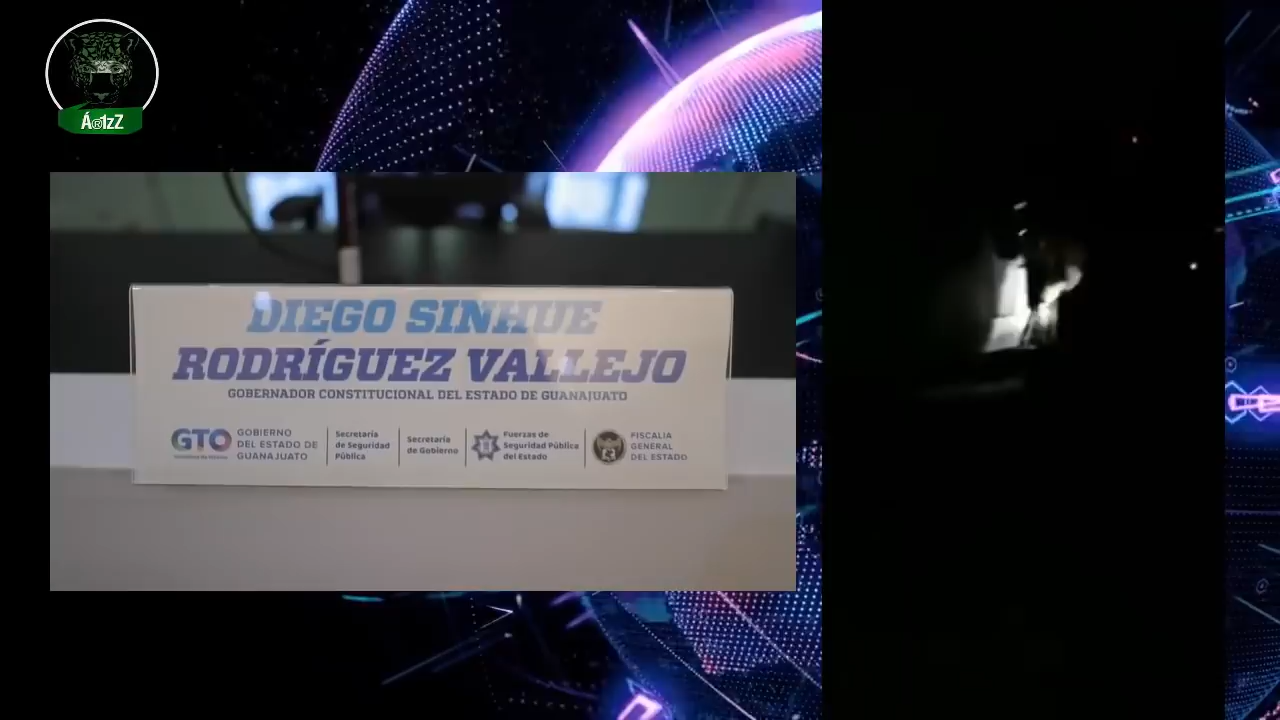 Á®1zZ
DIEGO SINHUE
RODRÍGUEZ VALLEJO
GOBERNADOR CONSTITUCIONAL DEL ESTADO DE GUANAJUATO
GTO
GOBIERNO
DEL ESTADO DE
GUANAJUATO
Secretaría
de Seguridad
Pública
Secretaría
de Gobierno
Fuerzas de
Seguridad Pública
del Estado
FISCALIA
GENERAL
DEL ESTADO